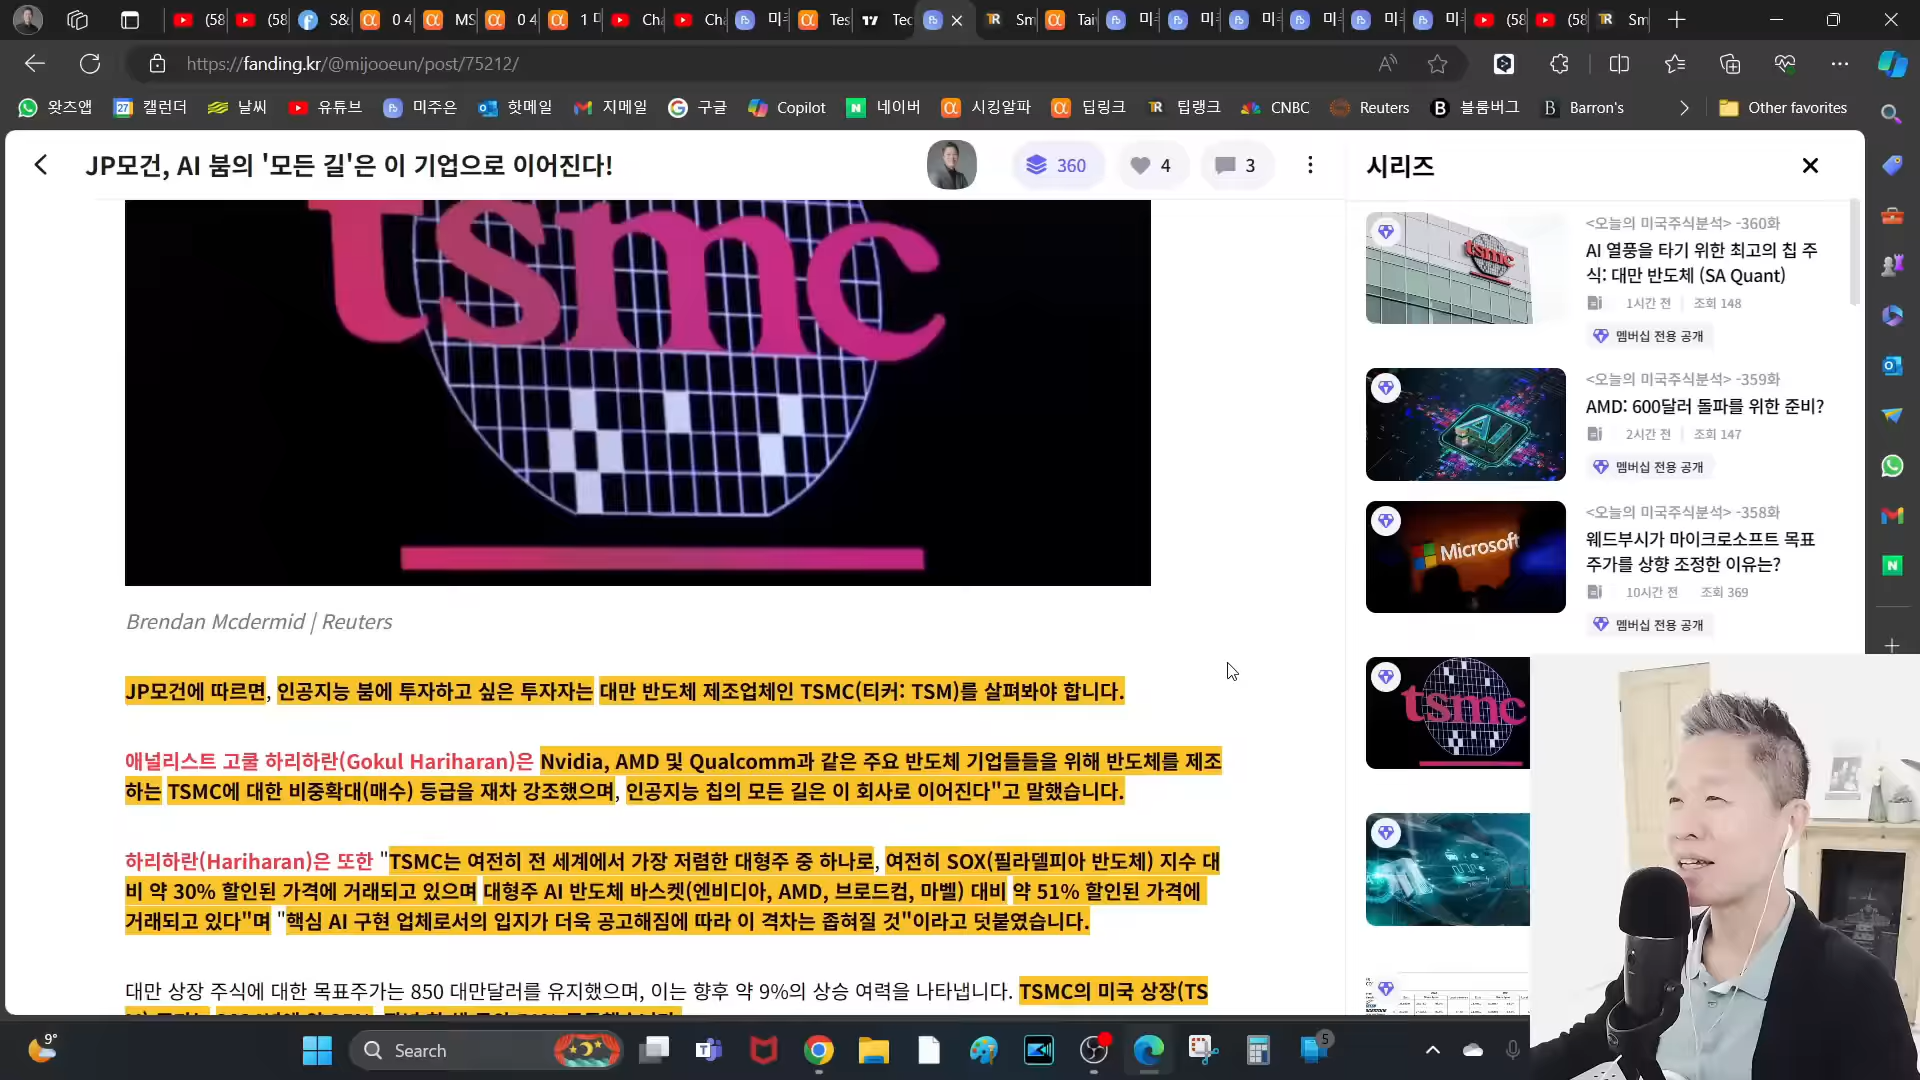 (58
(58
S&
0 4
MS
0 4
1 미
Ch
Ch
미
Tes
Tec
Sm
Tai
(58
(58
Sm
https://fanding.kr/@mijooeun/post/75212/
왓츠앱
캘린더
날씨
유튜브
미주은
핫메일
지메일
구글
Copilot
네이버
시킹알파
딥링크
팁랭크
CNBC
Reuters
블룸버그
Barron's
Other favorites
JP모건, AI 붐의 '모든 길'은 이 기업으로 이어진다!
360
4
3
시리즈
tsmc
Brendan Mcdermid | Reuters
JP모건에 따르면, 인공지능 붐에 투자하고 싶은 투자자는 대만 반도체 제조업체인 TSMC(티커: TSM)를 살펴봐야 합니다.
애널리스트 고쿨 하리하란(Gokul Hariharan)은 Nvidia, AMD 및 Qualcomm과 같은 주요 반도체 기업들들을 위해 반도체를 제조
하는 TSMC에 대한 비중확대(매수) 등급을 재차 강조했으며, 인공지능 칩의 모든 길은 이 회사로 이어진다"고 말했습니다.
하리하란(Hariharan)은 또한 "TSMC는 여전히 전 세계에서 가장 저렴한 대형주 중 하나로, 여전히 SOX(필라델피아 반도체) 지수 대
비 약 30% 할인된 가격에 거래되고 있으며 대형주 AI 반도체 바스켓(엔비디아, AMD, 브로드컴, 마벨) 대비 약 51% 할인된 가격에
거래되고 있다"며 "핵심 AI 구현 업체로서의 입지가 더욱 공고해짐에 따라 이 격차는 좁혀질 것"이라고 덧붙였습니다.
대만 상장 주식에 대한 목표주가는 850 대만달러를 유지했으며, 이는 향후 약 9%의 상승 여력을 나타냅니다. TSMC의 미국 상장(TS
tsmc
<오늘의 미국주식분석> -360화
AI 열풍을 타기 위한 최고의 칩 주
식: 대만 반도체 (SA Quant)
1시간 전 | 조회 148
멤버십 전용 공개
AI
<오늘의 미국주식분석> -359화
AMD: 600달러 돌파를 위한 준비?
2시간 전 | 조회 147
멤버십 전용 공개
Microsoft
<오늘의 미국주식분석> -358화
웨드부시가 마이크로소프트 목표
주가를 상향 조정한 이유는?
10시간 전 조회 369
멤버십 전용 공개
tsmc
9°
Search
5